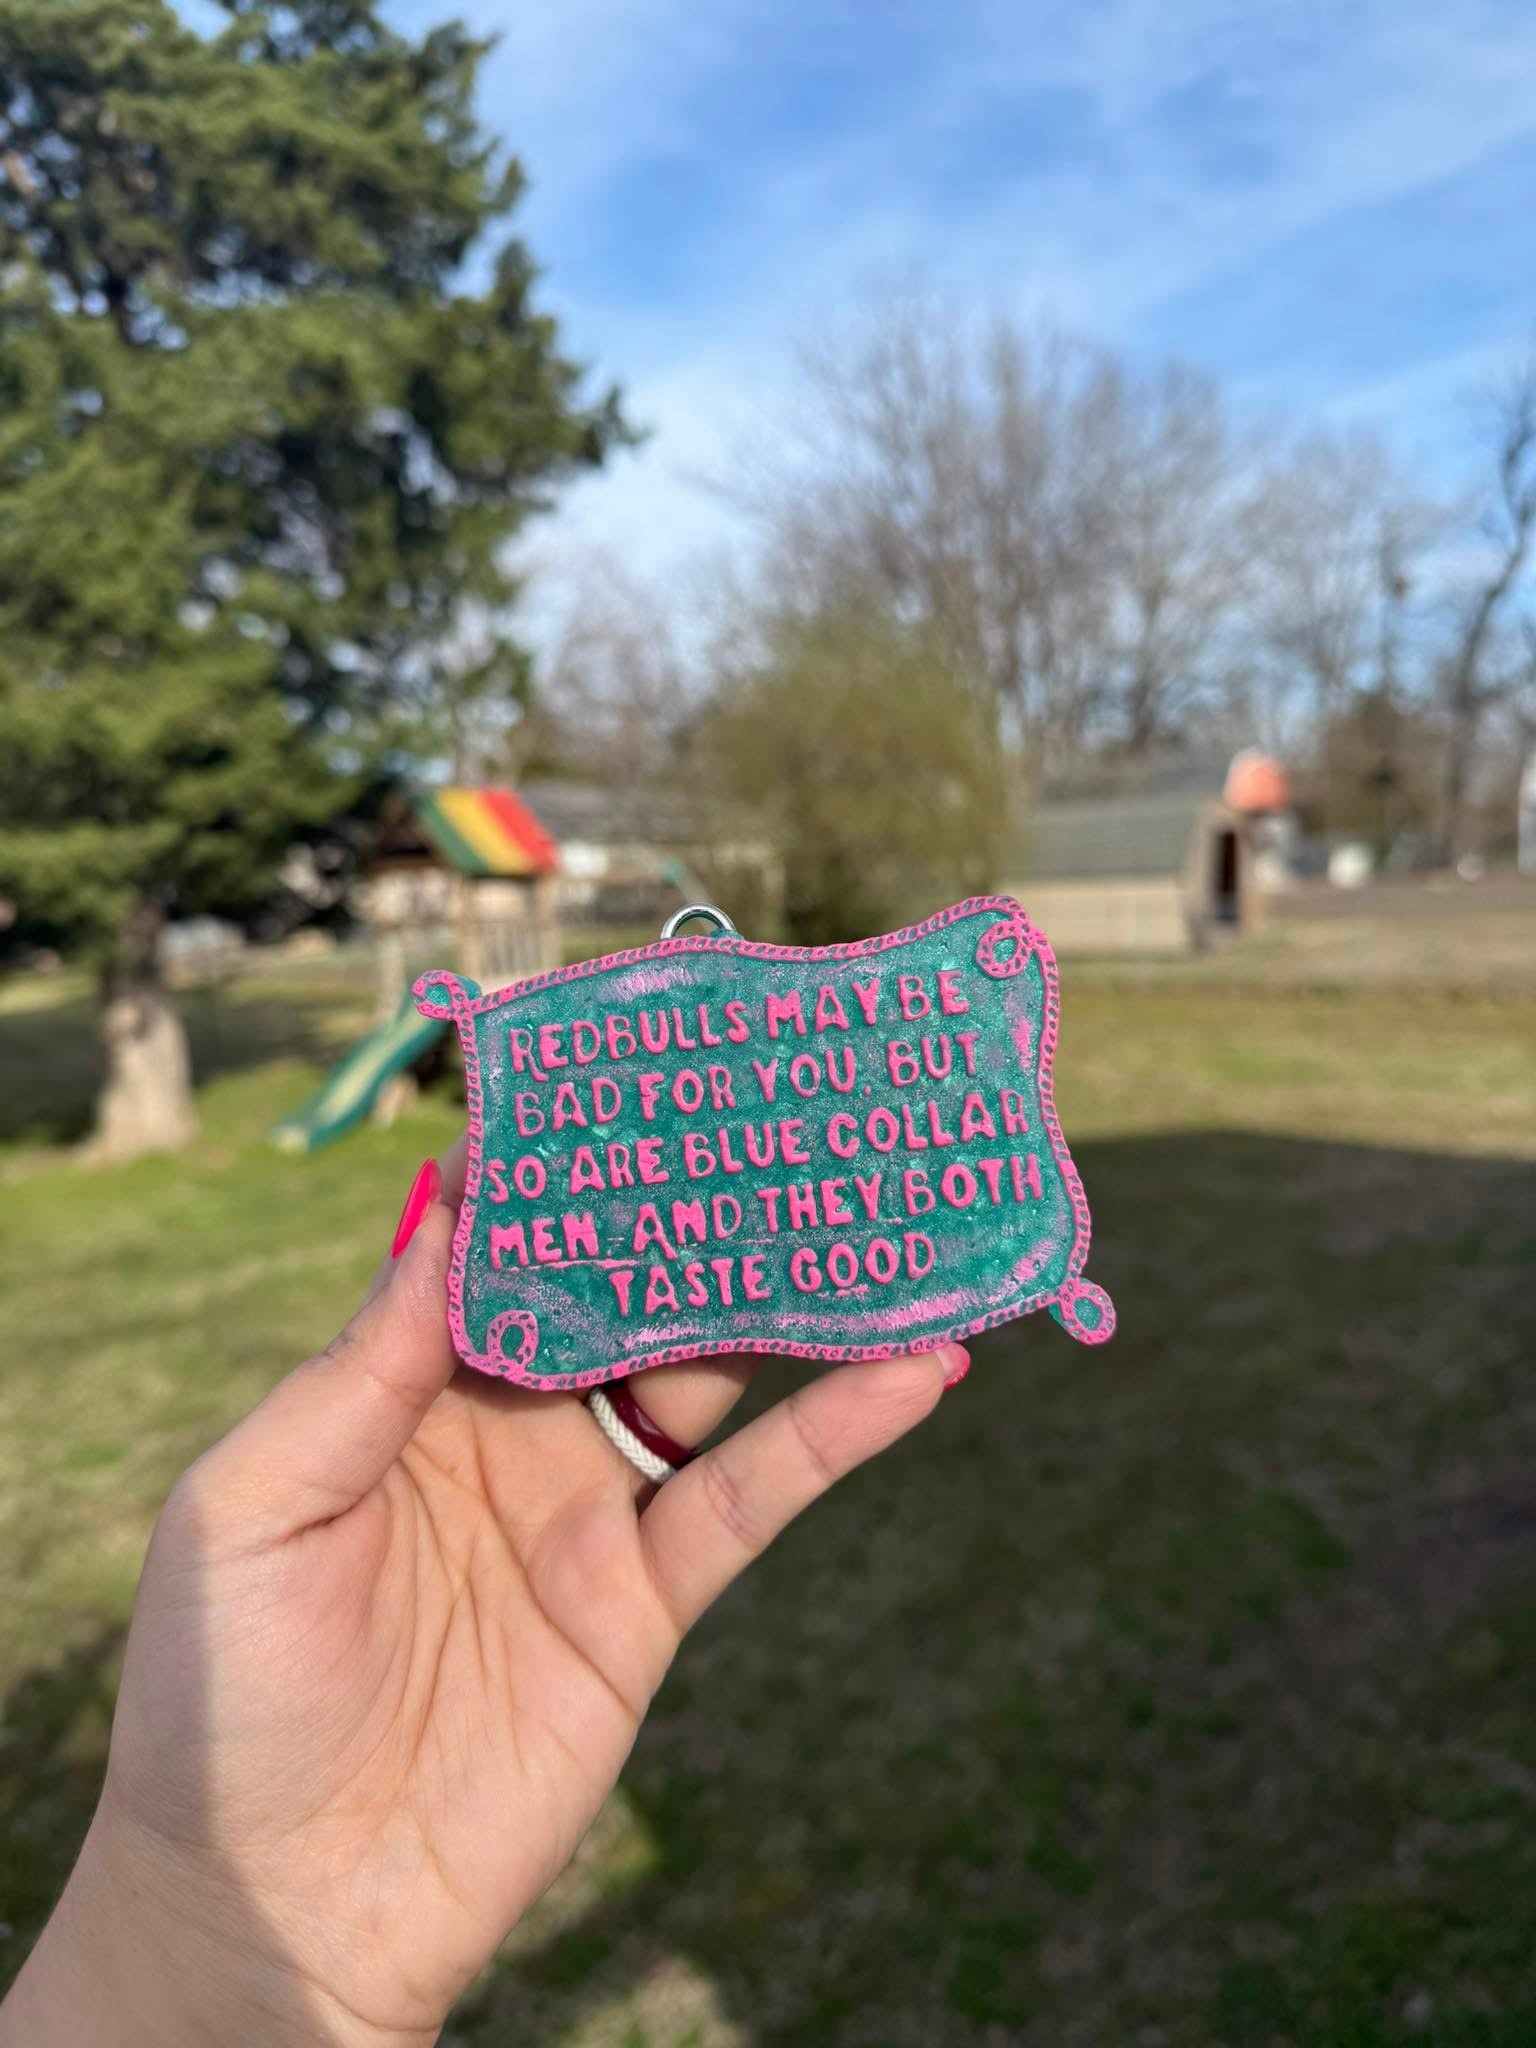 REDBULLS MAY BE
BAD FOR YOU, BUT
SO ARE BLUE COLLAR
MEN. AND THEY BOTH
TASTE GOOD